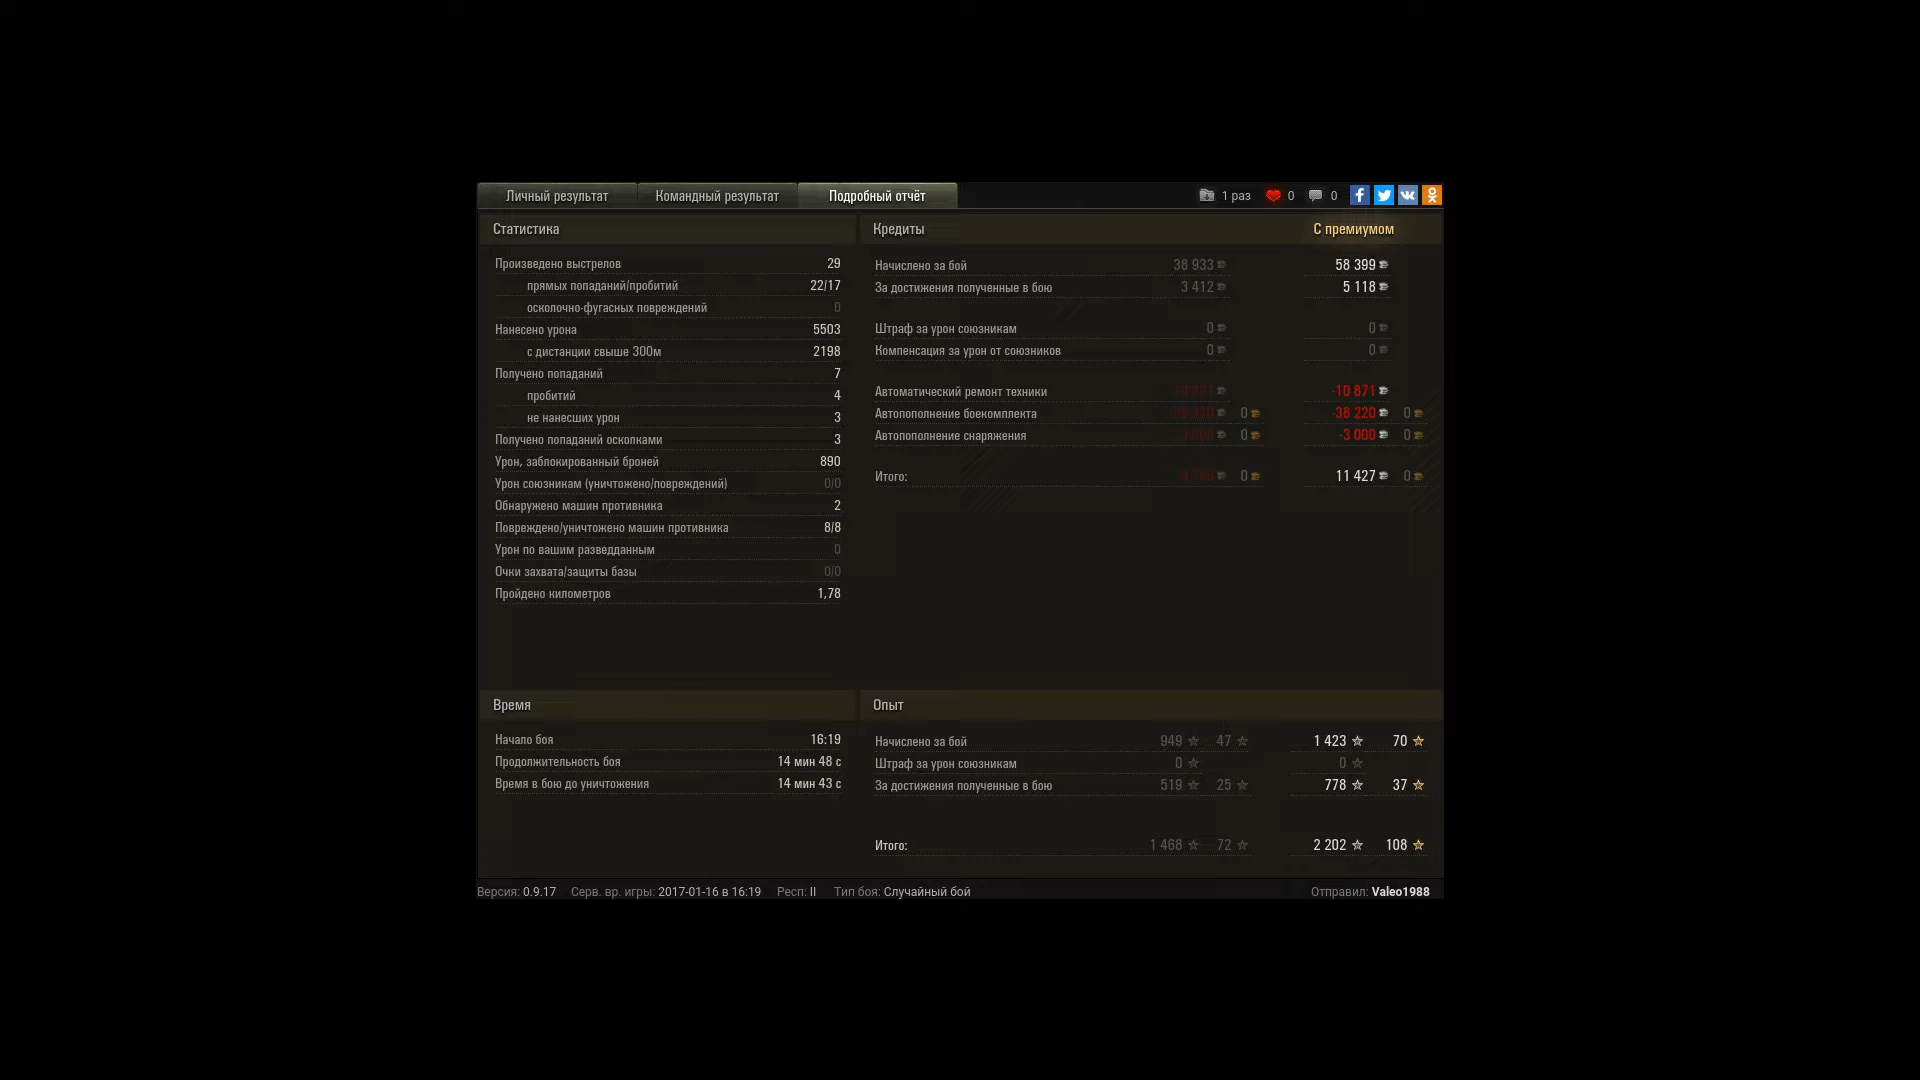 Личный результат Командный результат Подробный отчёт 1 раз 0 0
Статистика
Произведено выстрелов 29
прямых попаданий/пробитий 22/17
осколочно-фугасных повреждений 0
Нанесено урона 5503
с дистанции свыше 300м 2198
Получено попаданий 7
пробитий 4
не нанесших урон 3
Получено попаданий осколками 3
Урон, заблокированный броней 890
Урон союзникам (уничтожено/повреждений) 0/0
Обнаружено машин противника 2
Повреждено/уничтожено машин противника 8/8
Урон по вашим разведданным 0
Очки захвата/защиты базы 0/0
Пройдено километров 1,78
Кредиты С премиумом
Начислено за бой 38 933 58 399
За достижения полученные в бою 3 412 5 118
Штраф за урон союзникам 0 0
Компенсация за урон от союзников 0 0
Автоматический ремонт техники -10 871
Автопополнение боекомплекта 0 -38 220 0
Автопополнение снаряжения 0 -3 000 0
Итого: 0 11 427 0
Время
Начало боя 16:19
Продолжительность боя 14 мин 48 с
Время в бою до уничтожения 14 мин 43 с
Опыт
Начислено за бой 949 47 1 423 70
Штраф за урон союзникам 0 0
За достижения полученные в бою 519 25 778 37
Итого: 1 468 72 2 202 108
Версия: 0.9.17 Серв. вр. игры: 2017-01-16 в 16:19 Респ: II Тип боя: Случайный бой Отправил: Valeo1988